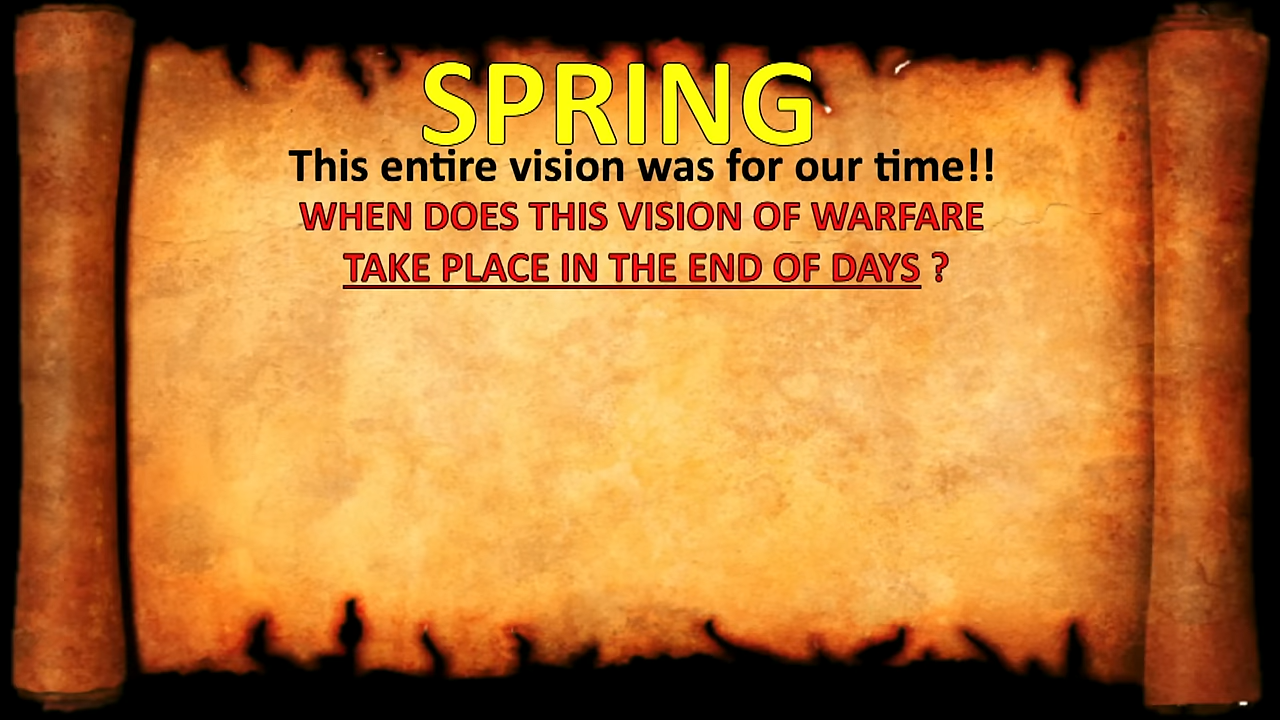 SPRING
This entire vision was for our time!!
WHEN DOES THIS VISION OF WARFARE
TAKE PLACE IN THE END OF DAYS ?